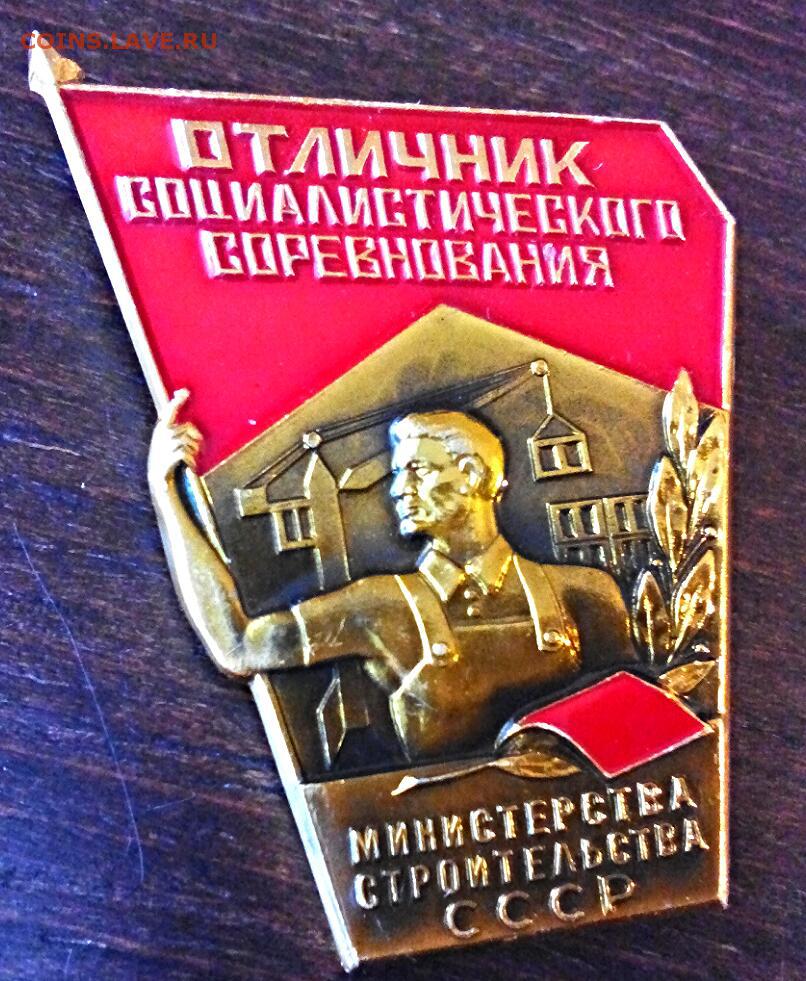 COINS.LAVE.RU
ОТЛИЧНИК
СОЦИАЛИСТИЧЕСКОГО
СОРЕВНОВАНИЯ
МИНИСТЕРСТВА
СТРОИТЕЛЬСТВА
СССР